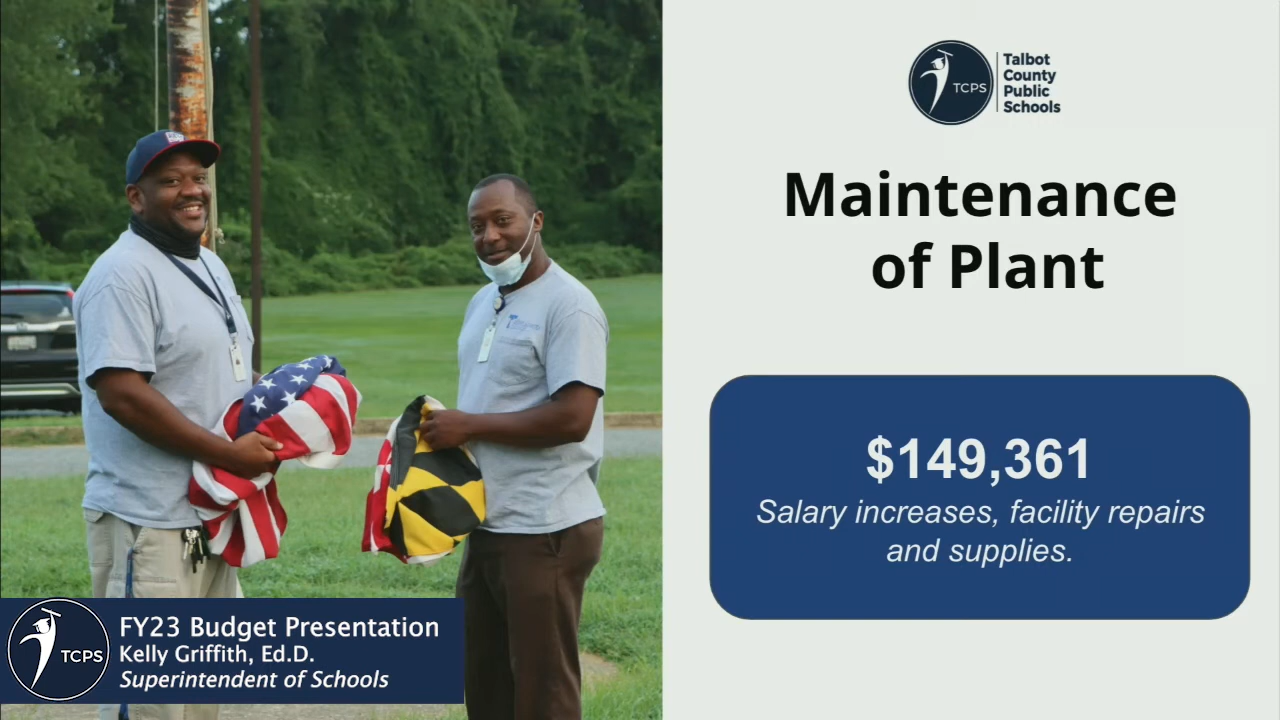 TCPS
Talbot
County
Public
Schools
Maintenance
of Plant
$149,361
Salary increases, facility repairs
and supplies.
TCPS
FY23 Budget Presentation
Kelly Griffith, Ed.D.
Superintendent of Schools